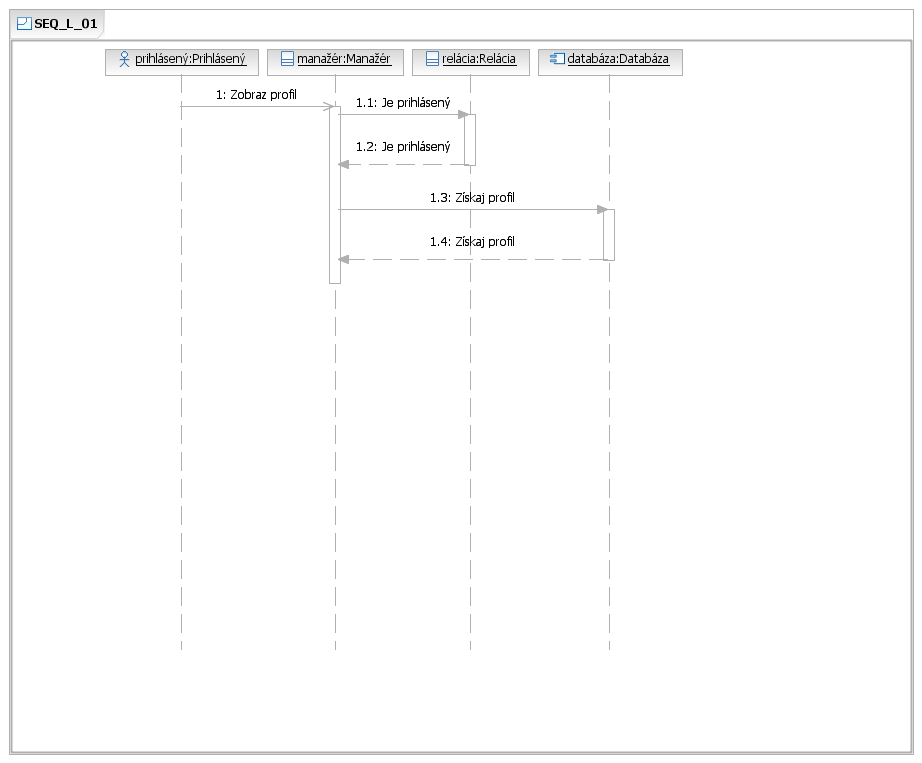 SEQ_L_01
prihlásený:Prihlásený
manažér:Manažér
relácia:Relácia
databáza:Databáza
1: Zobraz profil
1.1: Je prihlásený
1.2: Je prihlásený
1.3: Získaj profil
1.4: Získaj profil